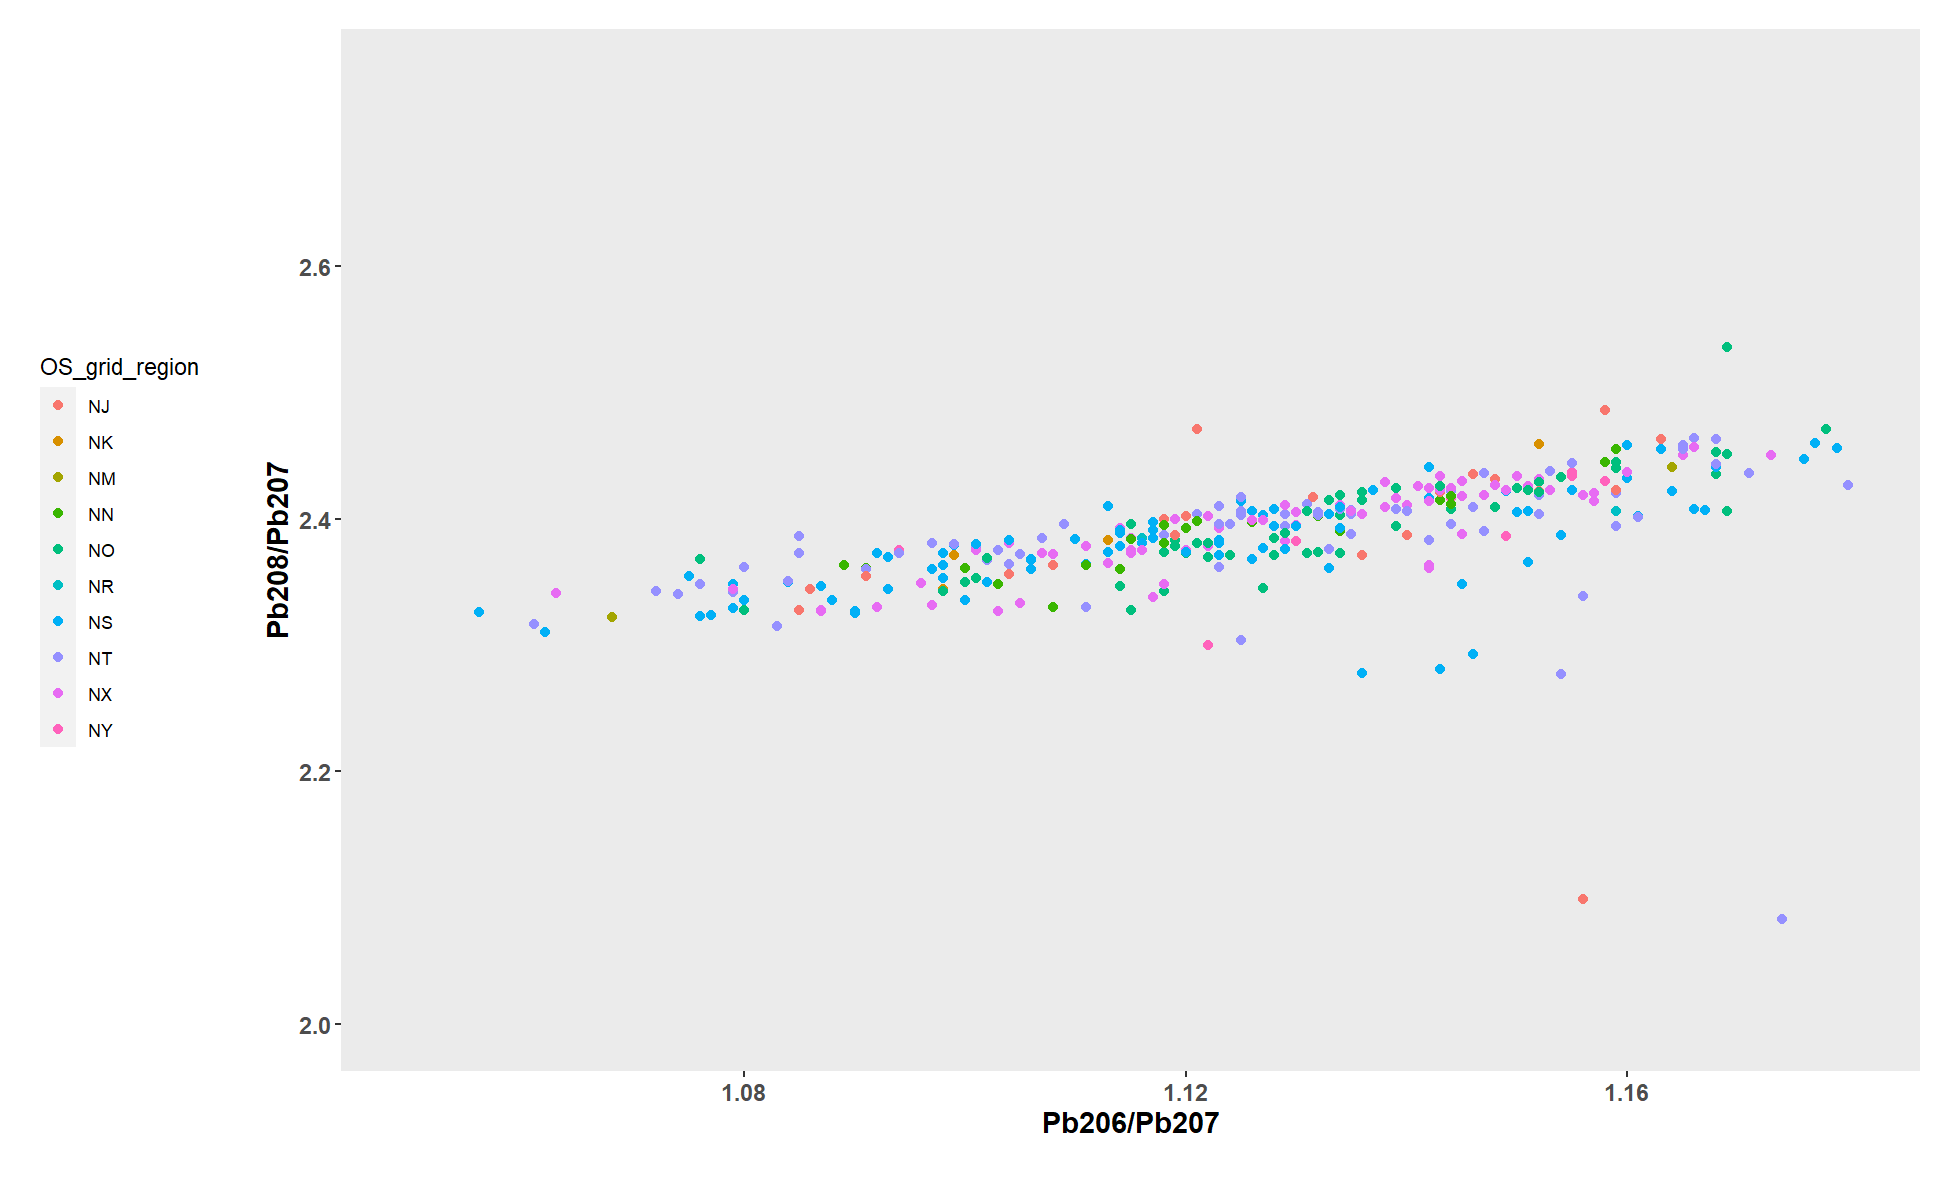 OS_grid_region
NJ
NK
NM
NN
NO
NR
NS
NT
NX
NY
Pb208/Pb207
2.6
2.4
2.2
2.0
1.08
1.12
1.16
Pb206/Pb207